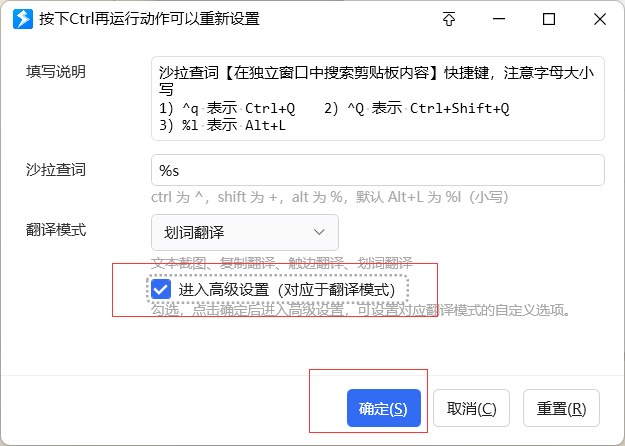 按下Ctrl再运行动作可以重新设置
填写说明
沙拉查词【在独立窗口中搜索剪贴板内容】快捷键，注意字母大小
写
1) ^q 表示 Ctrl+Q 2) ^Q 表示 Ctrl+Shift+Q
3) %l 表示 Alt+L
沙拉查词
%s
ctrl 为 ^，shift 为 +，alt 为 %，默认 Alt+L 为 %l（小写）
翻译模式
划词翻译
文本截图、复制翻译、触边翻译、划词翻译
进入高级设置（对应于翻译模式）
勾选，点击确定后进入高级设置，可设置对应翻译模式的自定义选项。
确定(S) 取消(C) 重置(R)